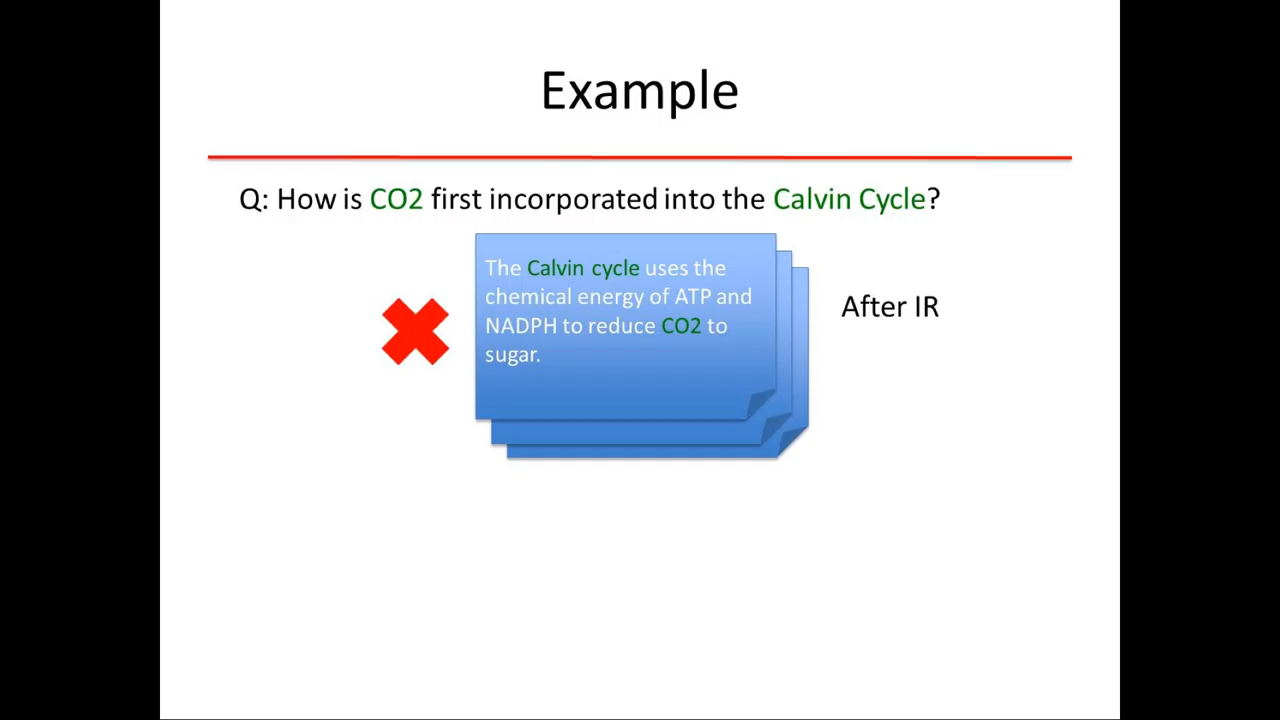 Example
Q: How is CO2 first incorporated into the Calvin Cycle?
The Calvin cycle uses the
chemical energy of ATP and
NADPH to reduce CO2 to
sugar.
After IR